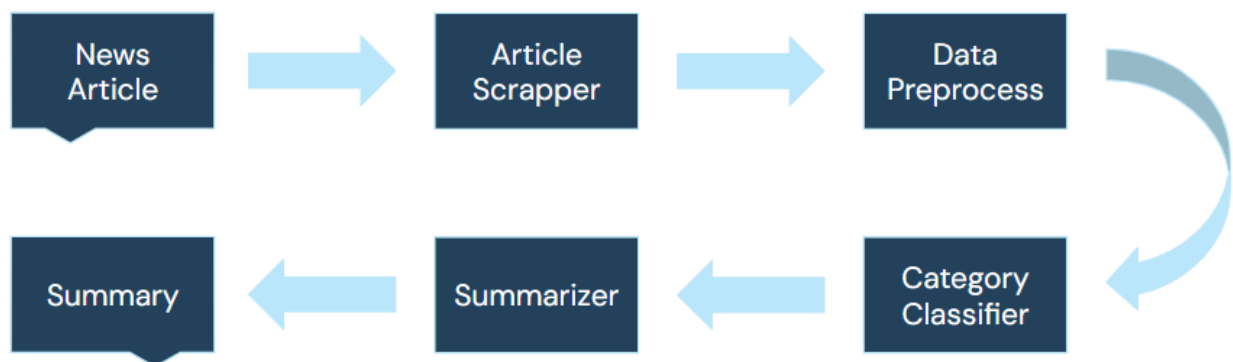 News
Article
Article
Scrapper
Data
Preprocess
Category
Classifier
Summarizer
Summary